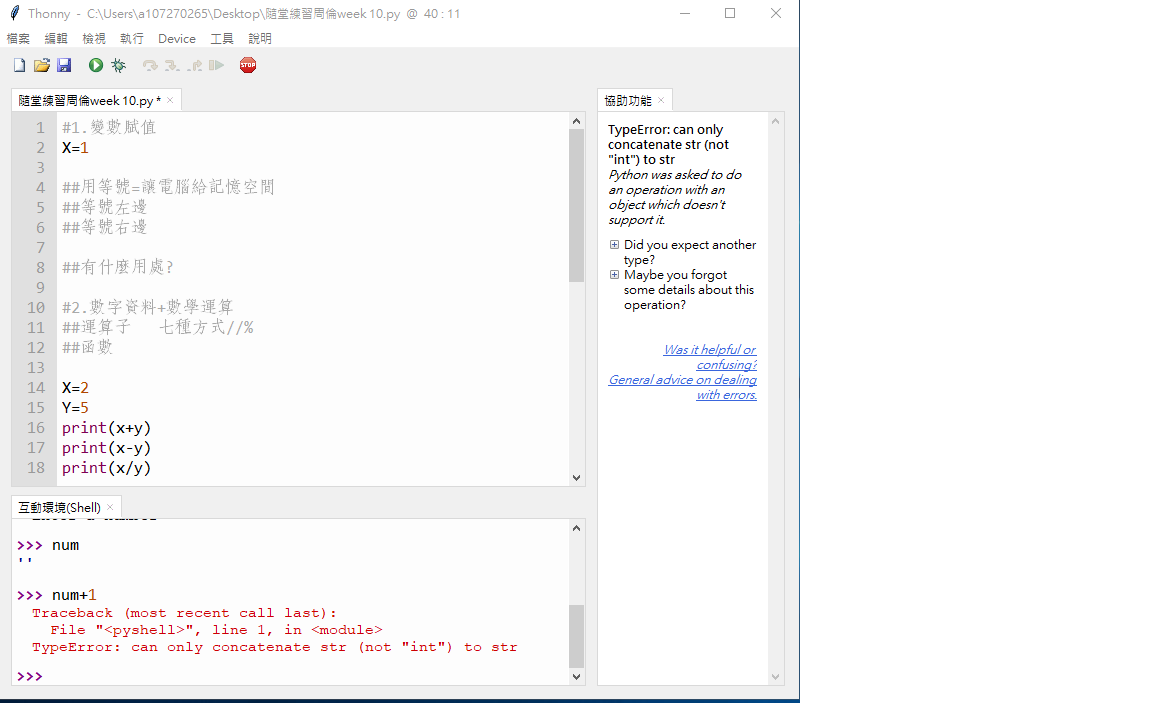 Thonny - C:\Users\a107270265\Desktop\隨堂練習周倫week 10.py @ 40 : 11
檔案 編輯 檢視 執行 Device 工具 說明
STOP
隨堂練習周倫week 10.py * ×
1 #1.變數賦值
2 X=1
3
4 ##用等號=讓電腦給記憶空間
5 ##等號左邊
6 ##等號右邊
7
8 ##有什麼用處?
9
10 #2.數字資料+數學運算
11 ##運算子   七種方式//%
12 ##函數
13
14 X=2
15 Y=5
16 print(x+y)
17 print(x-y)
18 print(x/y)
互動環境(Shell) ×
>>> num
''
>>> num+1
Traceback (most recent call last):
File "<pyshell>", line 1, in <module>
TypeError: can only concatenate str (not "int") to str
>>>
協助功能 ×
TypeError: can only
concatenate str (not
"int") to str
Python was asked to do
an operation with an
object which doesn't
support it.
Did you expect another
type?
Maybe you forgot
some details about this
operation?
Was it helpful or
confusing?
General advice on dealing
with errors.